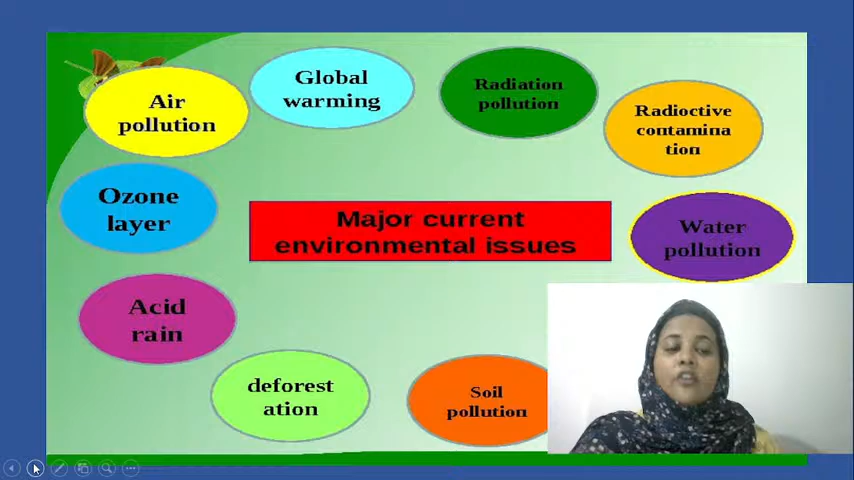 Global
warming
Radiation
pollution
Air
pollution
Radioctive
contamina
tion
Ozone
layer
Major current
environmental issues
Water
pollution
Acid
rain
deforest
ation
Soil
pollution